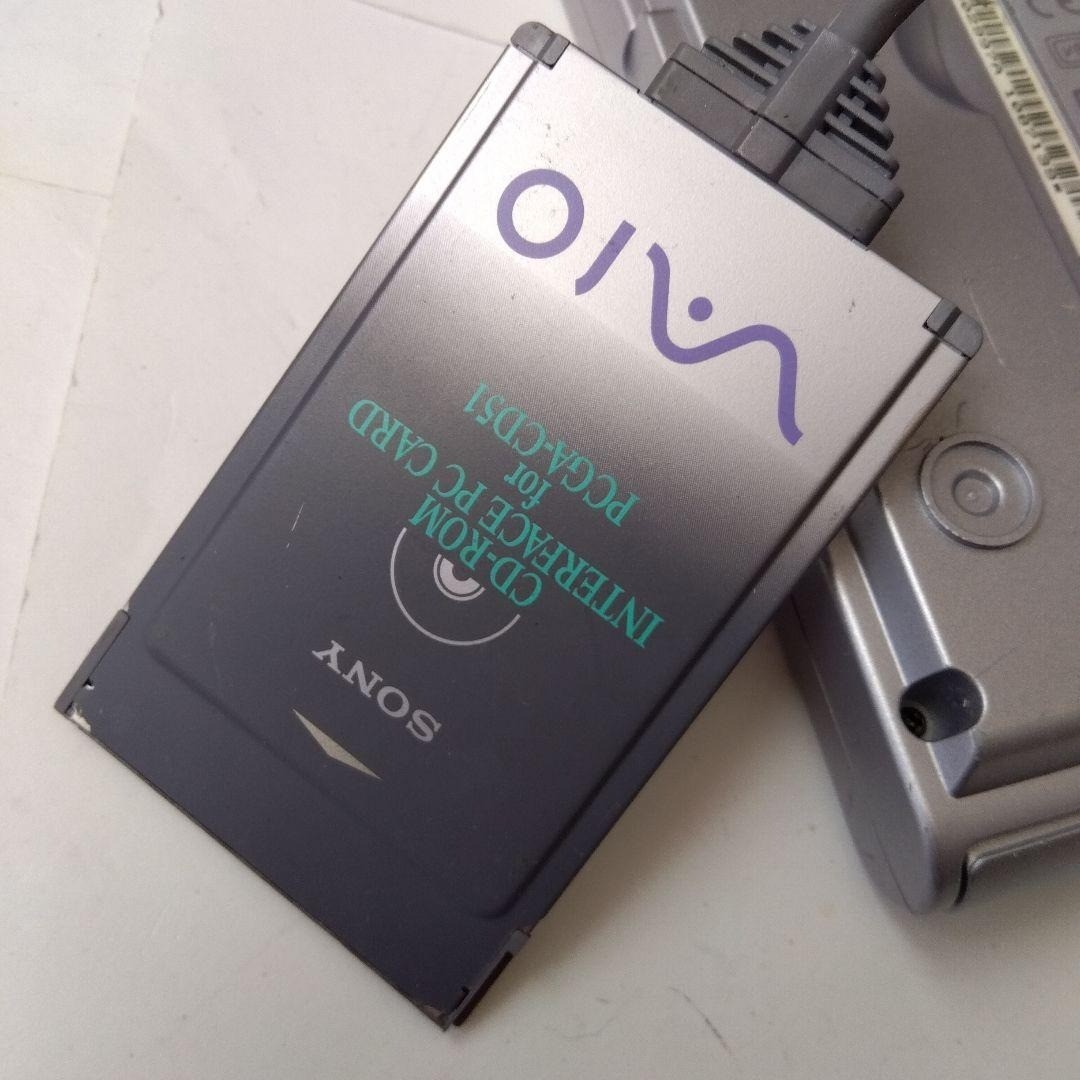 SONY
CD-ROM
INTERFACE PC CARD
for
PCGA-CD51
VAIO